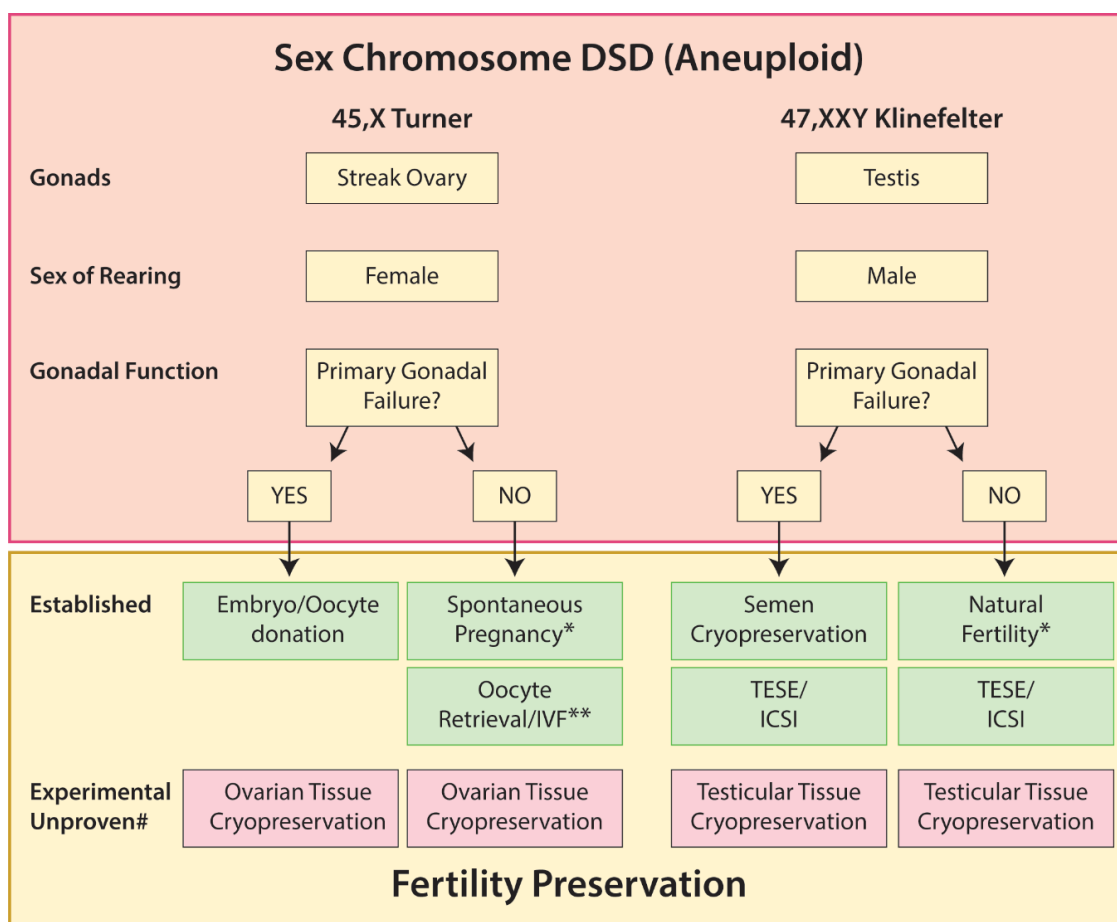 Sex Chromosome DSD (Aneuploid)
45,X Turner
47,XXY Klinefelter
Gonads
Streak Ovary
Testis
Sex of Rearing
Female
Male
Gonadal Function
Primary Gonadal
Failure?
Primary Gonadal
Failure?
YES
NO
YES
NO
Established
Embryo/Oocyte
donation
Spontaneous
Pregnancy*
Semen
Cryopreservation
Natural
Fertility*
Oocyte
Retrieval/IVF**
TESE/
ICSI
TESE/
ICSI
Experimental
Unproven#
Ovarian Tissue
Cryopreservation
Ovarian Tissue
Cryopreservation
Testicular Tissue
Cryopreservation
Testicular Tissue
Cryopreservation
Fertility Preservation